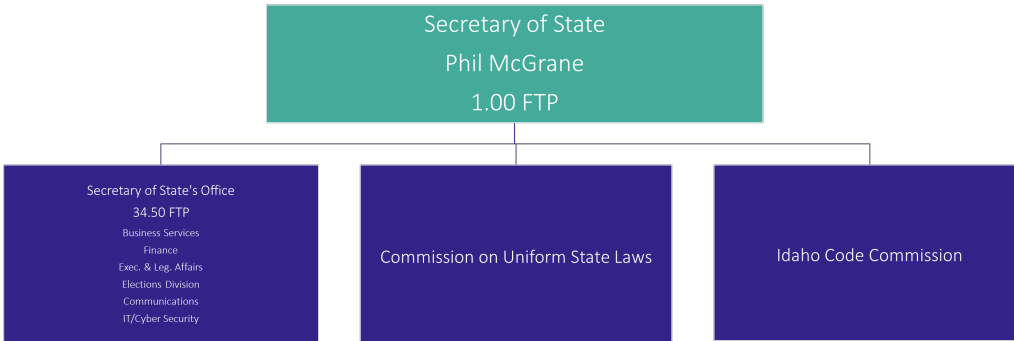 Secretary of State
Phil McGrane
1.00 FTP
Secretary of State's Office
34.50 FTP
Business Services
Finance
Exec. & Leg. Affairs
Elections Division
Communications
IT/Cyber Security
Commission on Uniform State Laws
Idaho Code Commission